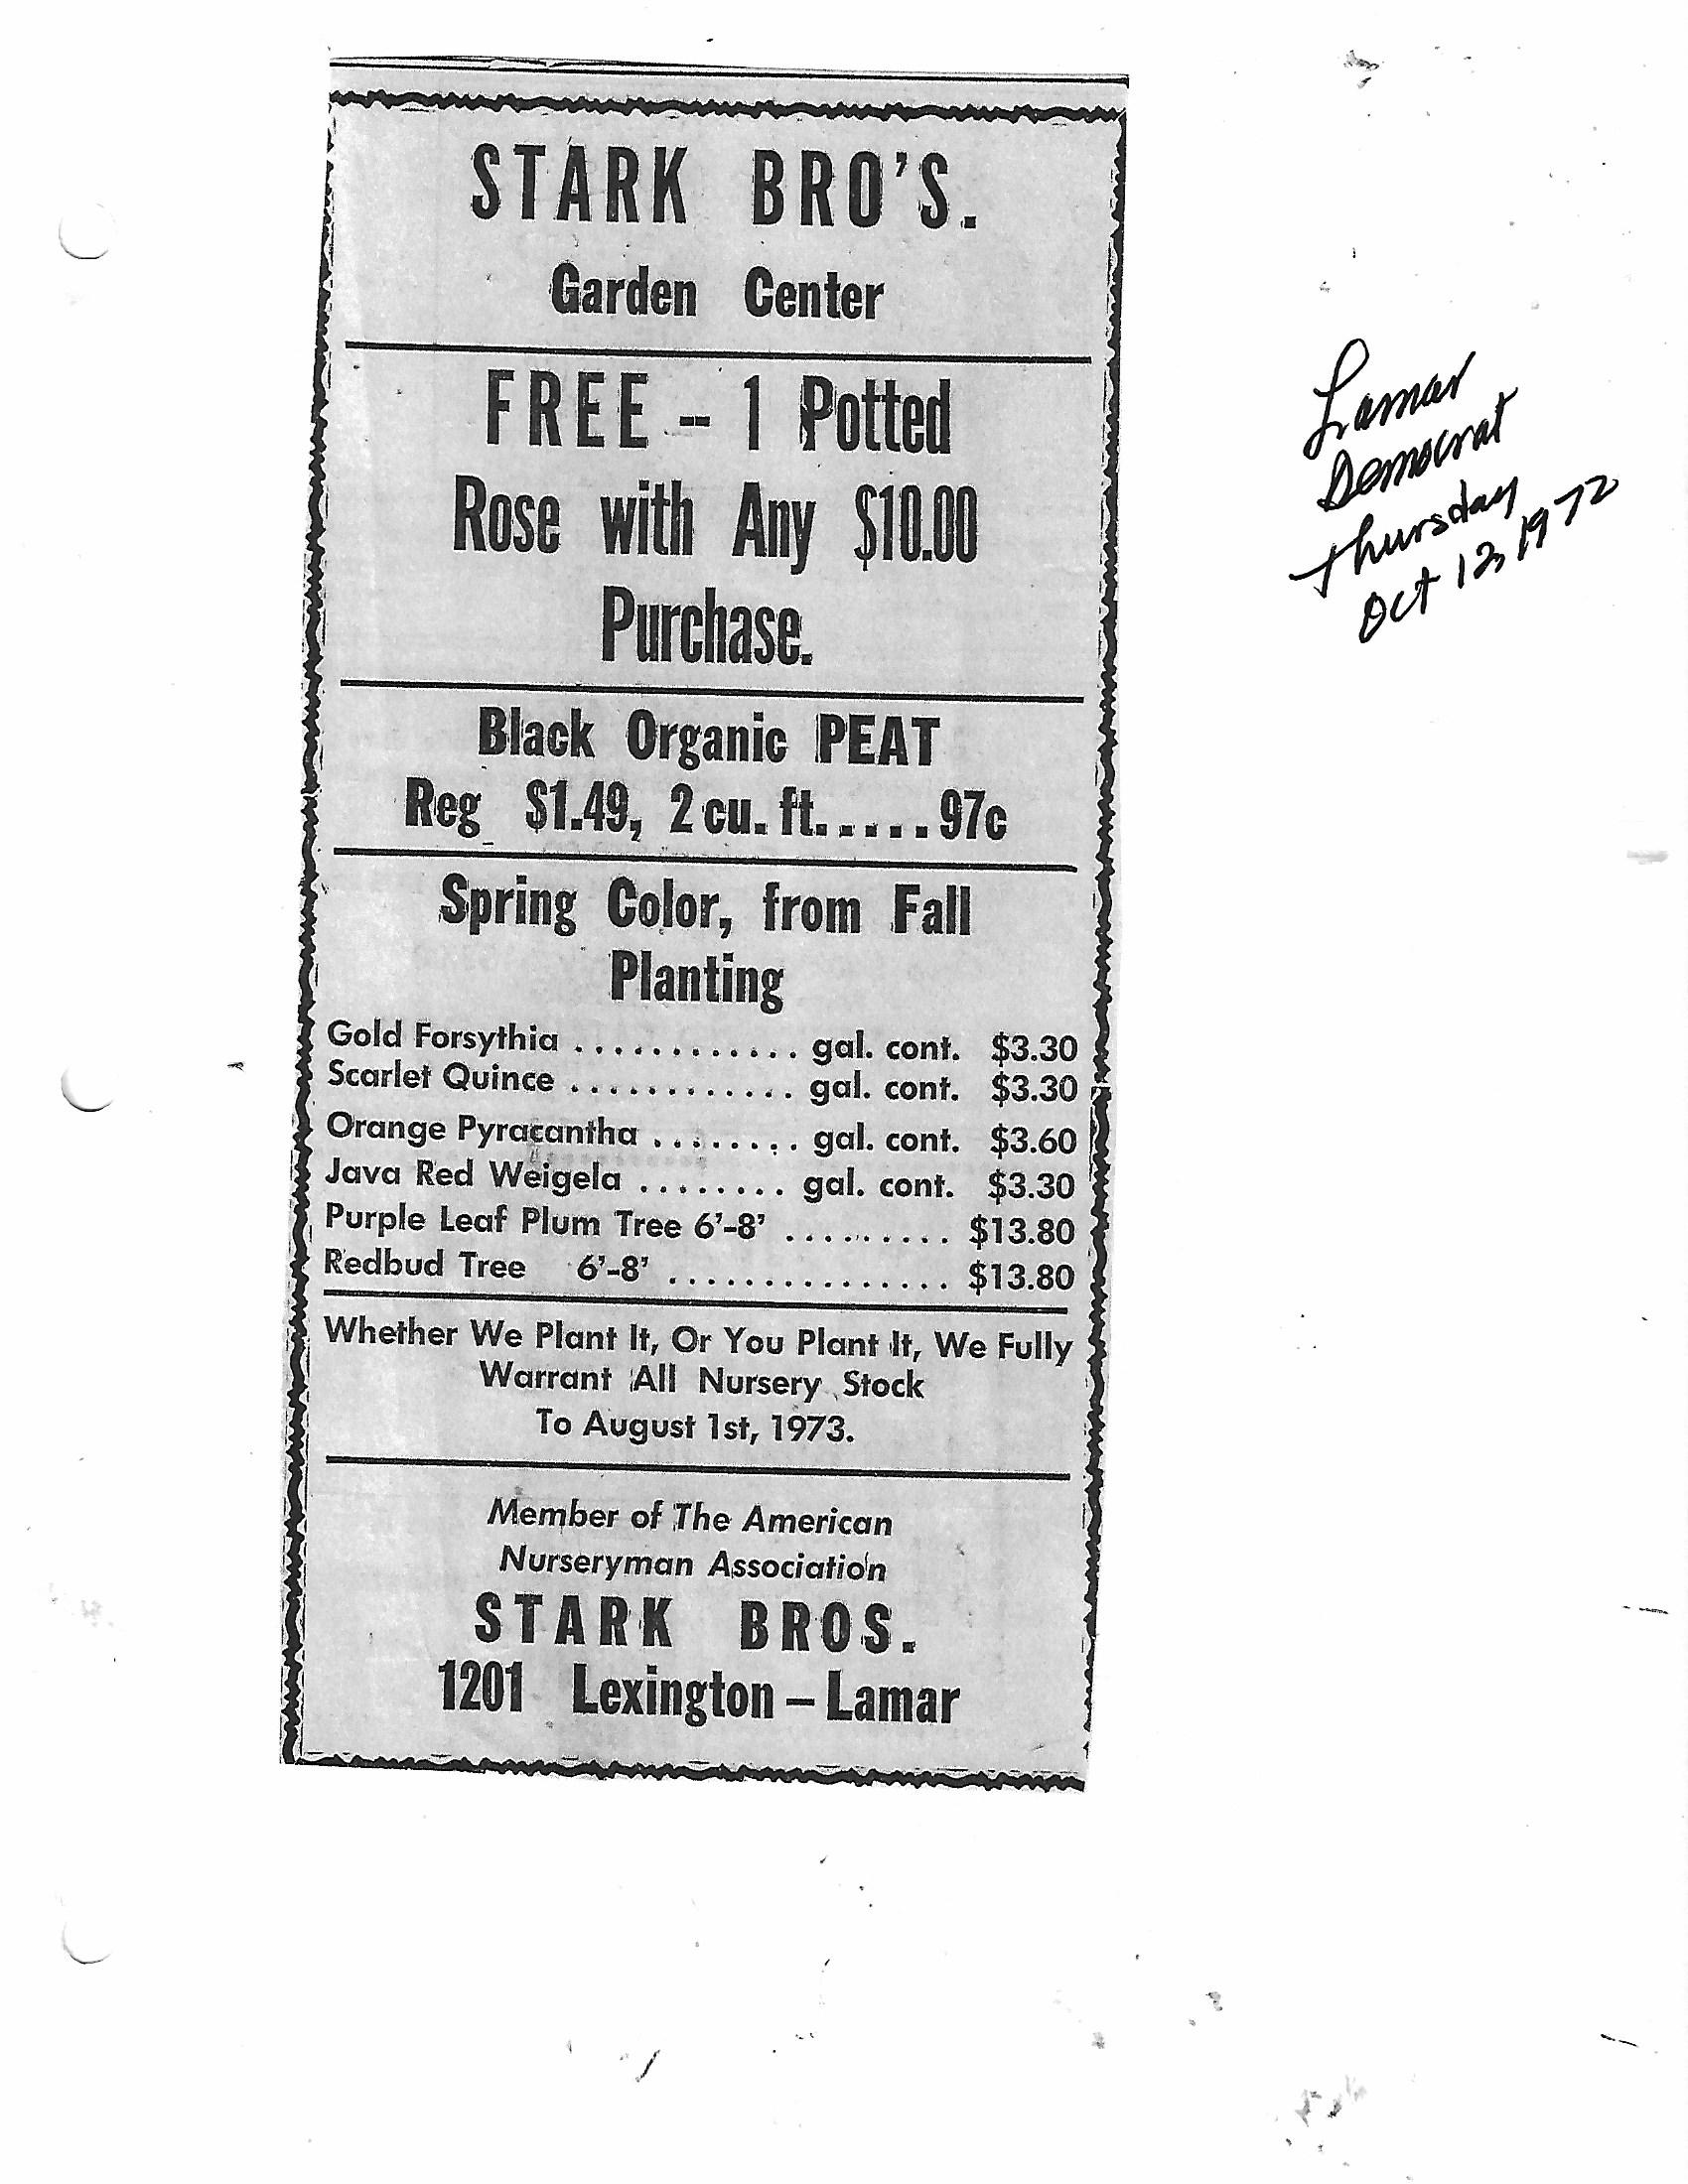 STARK BRO'S.
Garden Center
FREE -- 1 Potted
Rose with Any $10.00
Purchase.
Black Organic PEAT
Reg $1.49, 2 cu. ft. . . . . . 97c
Spring Color, from Fall
Planting
Gold Forsythia . . . . . . . . . . . . gal. cont. $3.30
Scarlet Quince . . . . . . . . . . . . gal. cont. $3.30
Orange Pyracantha . . . . . . . . gal. cont. $3.60
Java Red Weigela . . . . . . . . gal. cont. $3.30
Purple Leaf Plum Tree 6'-8' . . . . . . . . . $13.80
Redbud Tree 6'-8' . . . . . . . . . . . . . . . $13.80
Whether We Plant It, Or You Plant It, We Fully
Warrant All Nursery Stock
To August 1st, 1973.
Member of The American
Nurseryman Association
STARK BROS.
1201 Lexington – Lamar
Lamar
Democrat
Thursday
Oct 12, 1972